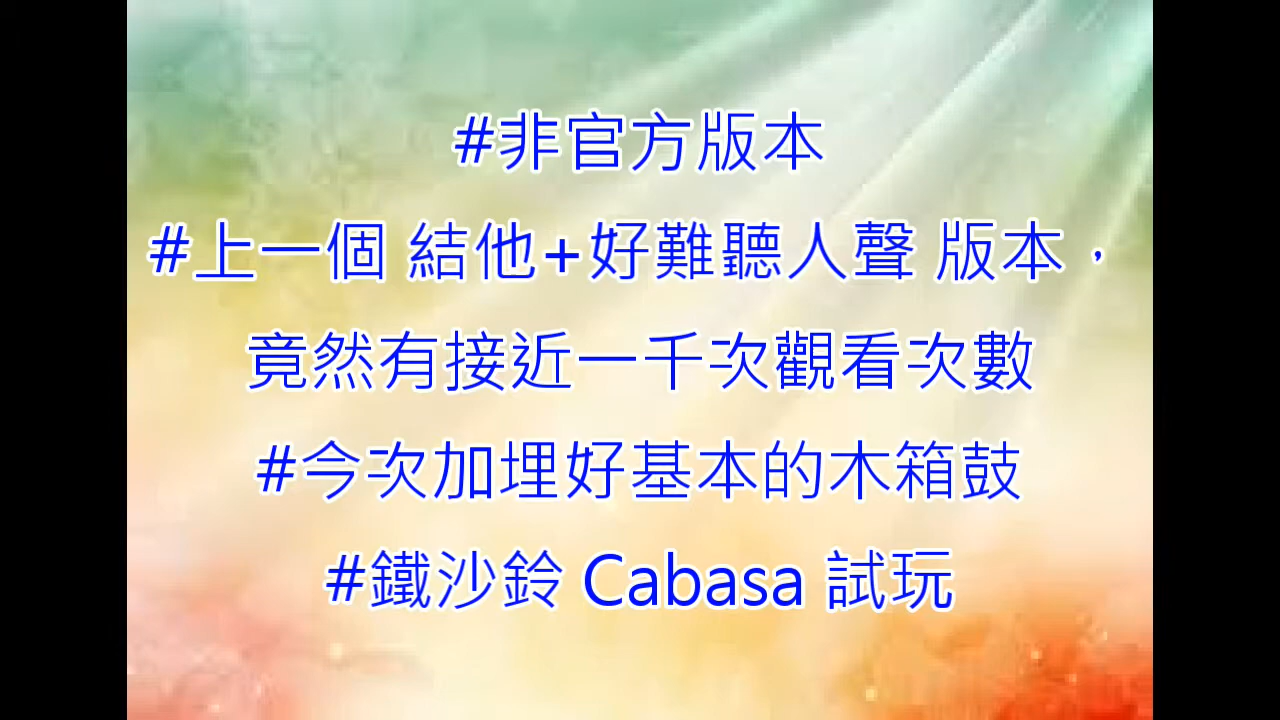 #非官方版本
#上一個 結他+好難聽人聲 版本，
竟然有接近一千次觀看次數
#今次加埋好基本的木箱鼓
#鐵沙鈴 Cabasa 試玩